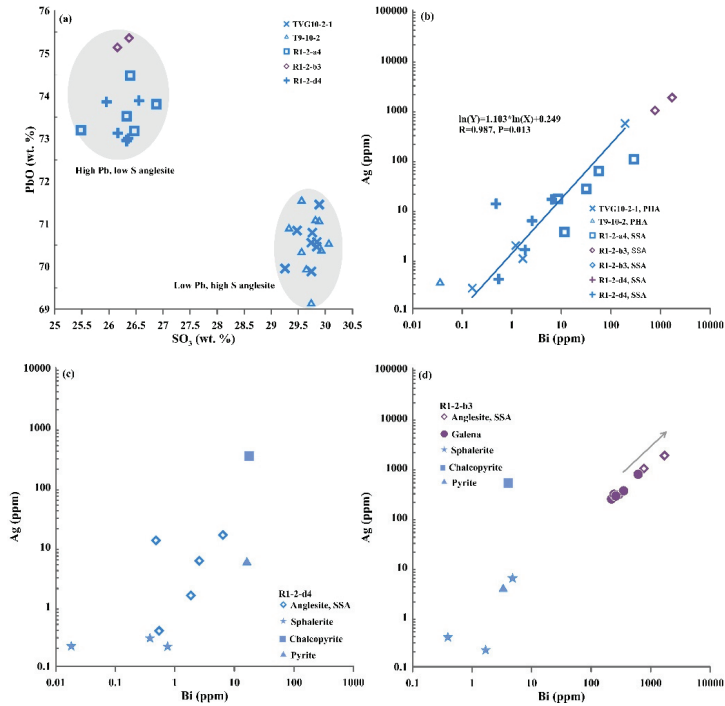 (a)
TVG10-2-1
T9-10-2
R1-2-a4
R1-2-b3
R1-2-d4
High Pb, low S anglesite
Low Pb, high S anglesite
PbO (wt. %)
76
75
74
73
72
71
70
69
25
25.5
26
26.5
27
27.5
28
28.5
29
29.5
30
30.5
SO3 (wt. %)
(b)
ln(Y)=1.103*ln(X)+0.249
R=0.987, P=0.013
TVG10-2-1, PHA
T9-10-2, PHA
R1-2-a4, SSA
R1-2-b3, SSA
R1-2-b3, SSA
R1-2-d4, SSA
R1-2-d4, SSA
Ag (ppm)
100000
10000
1000
100
10
1
0.1
0.01
0.1
1
10
100
1000
10000
Bi (ppm)
(c)
R1-2-d4
Anglesite, SSA
Sphalerite
Chalcopyrite
Pyrite
Ag (ppm)
10000
1000
100
10
1
0.1
0.01
0.1
1
10
100
1000
Bi (ppm)
(d)
R1-2-b3
Anglesite, SSA
Galena
Sphalerite
Chalcopyrite
Pyrite
Ag (ppm)
100000
10000
1000
100
10
1
0.1
0.1
1
10
100
1000
10000
Bi (ppm)